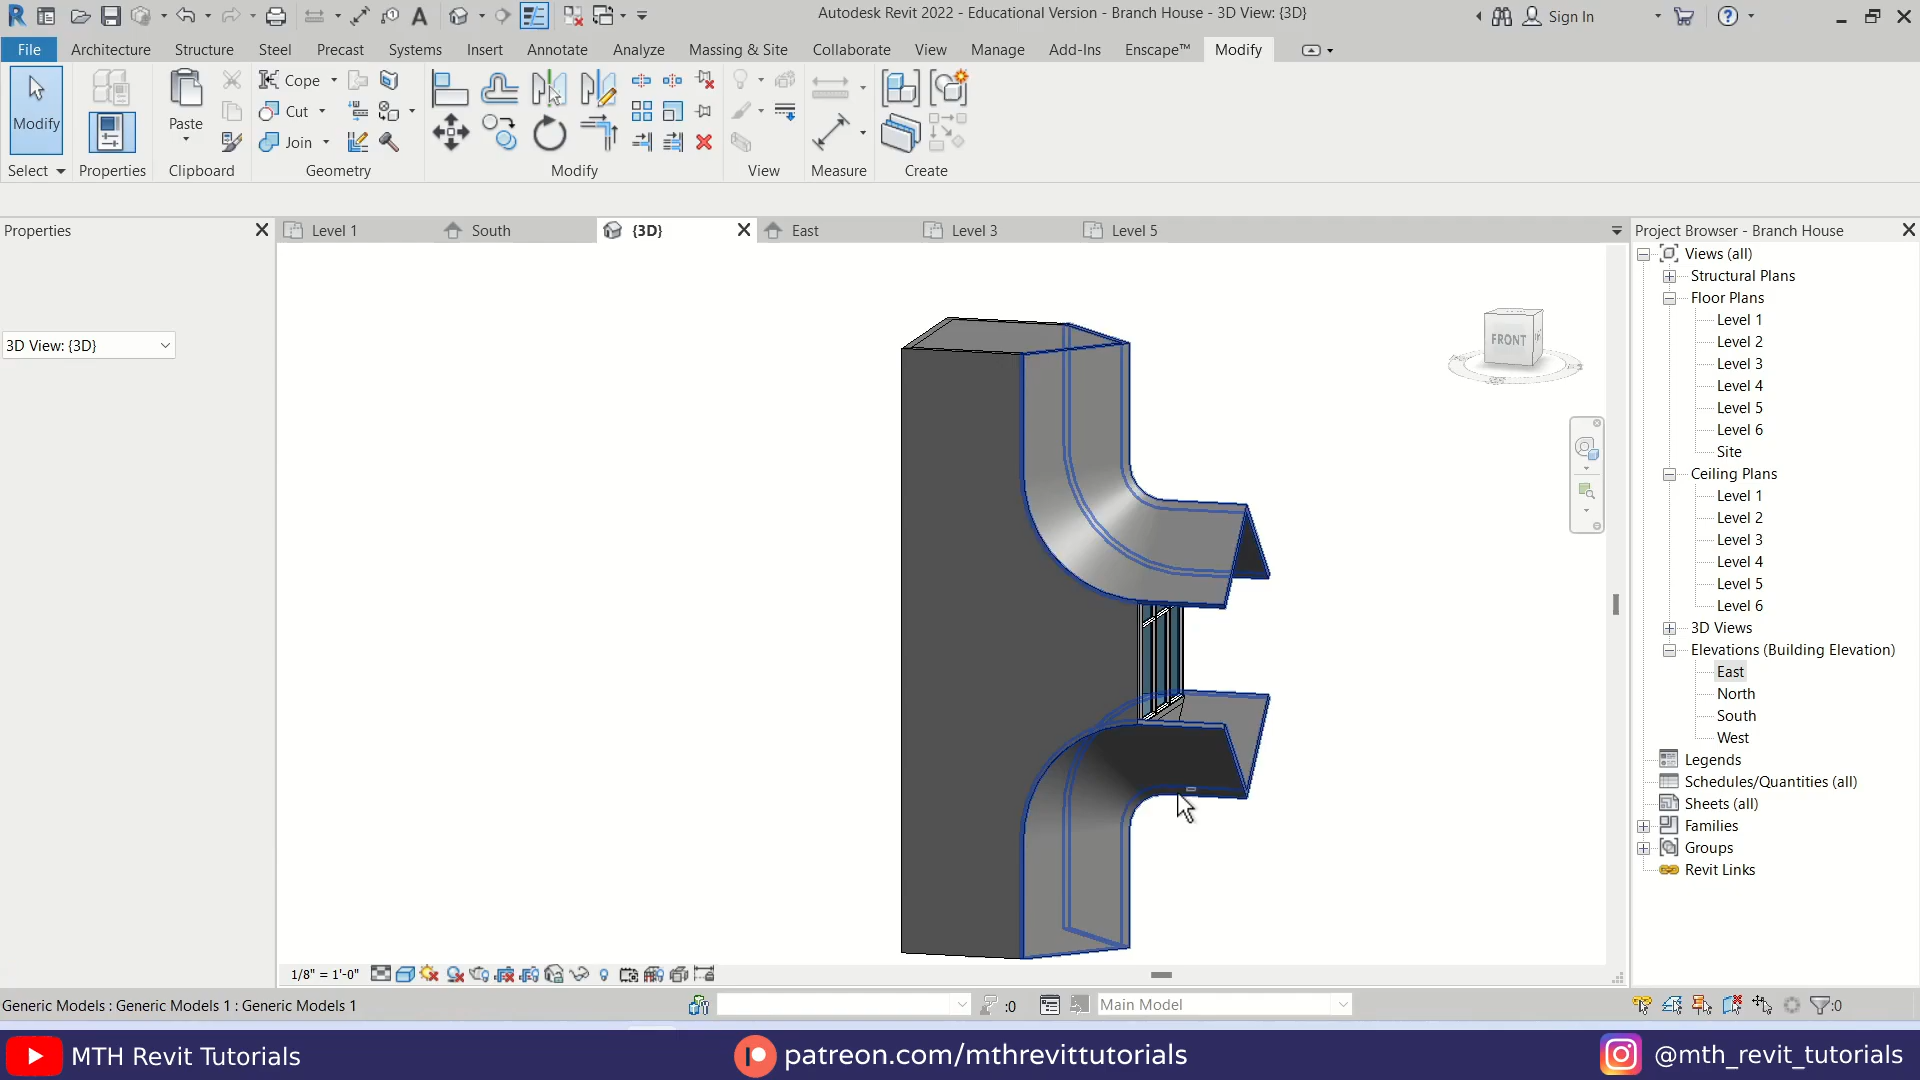 Autodesk Revit 2022 - Educational Version - Branch House - 3D View: {3D}
Sign In
File
Architecture
Structure
Steel
Precast
Systems
Insert
Annotate
Analyze
Massing & Site
Collaborate
View
Manage
Add-Ins
Enscape™
Modify
Modify
Paste
Cope
Cut
Join
Select
Properties
Clipboard
Geometry
Modify
View
Measure
Create
Properties
Level 1
South
{3D}
East
Level 3
Level 5
Project Browser - Branch House
3D View: {3D}
FRONT
Views (all)
Structural Plans
Floor Plans
Level 1
Level 2
Level 3
Level 4
Level 5
Level 6
Site
Ceiling Plans
Level 1
Level 2
Level 3
Level 4
Level 5
Level 6
3D Views
Elevations (Building Elevation)
East
North
South
West
Legends
Schedules/Quantities (all)
Sheets (all)
Families
Groups
Revit Links
1/8" = 1'-0"
Generic Models : Generic Models 1 : Generic Models 1
:0
Main Model
:0
MTH Revit Tutorials
patreon.com/mthrevittutorials
@mth_revit_tutorials